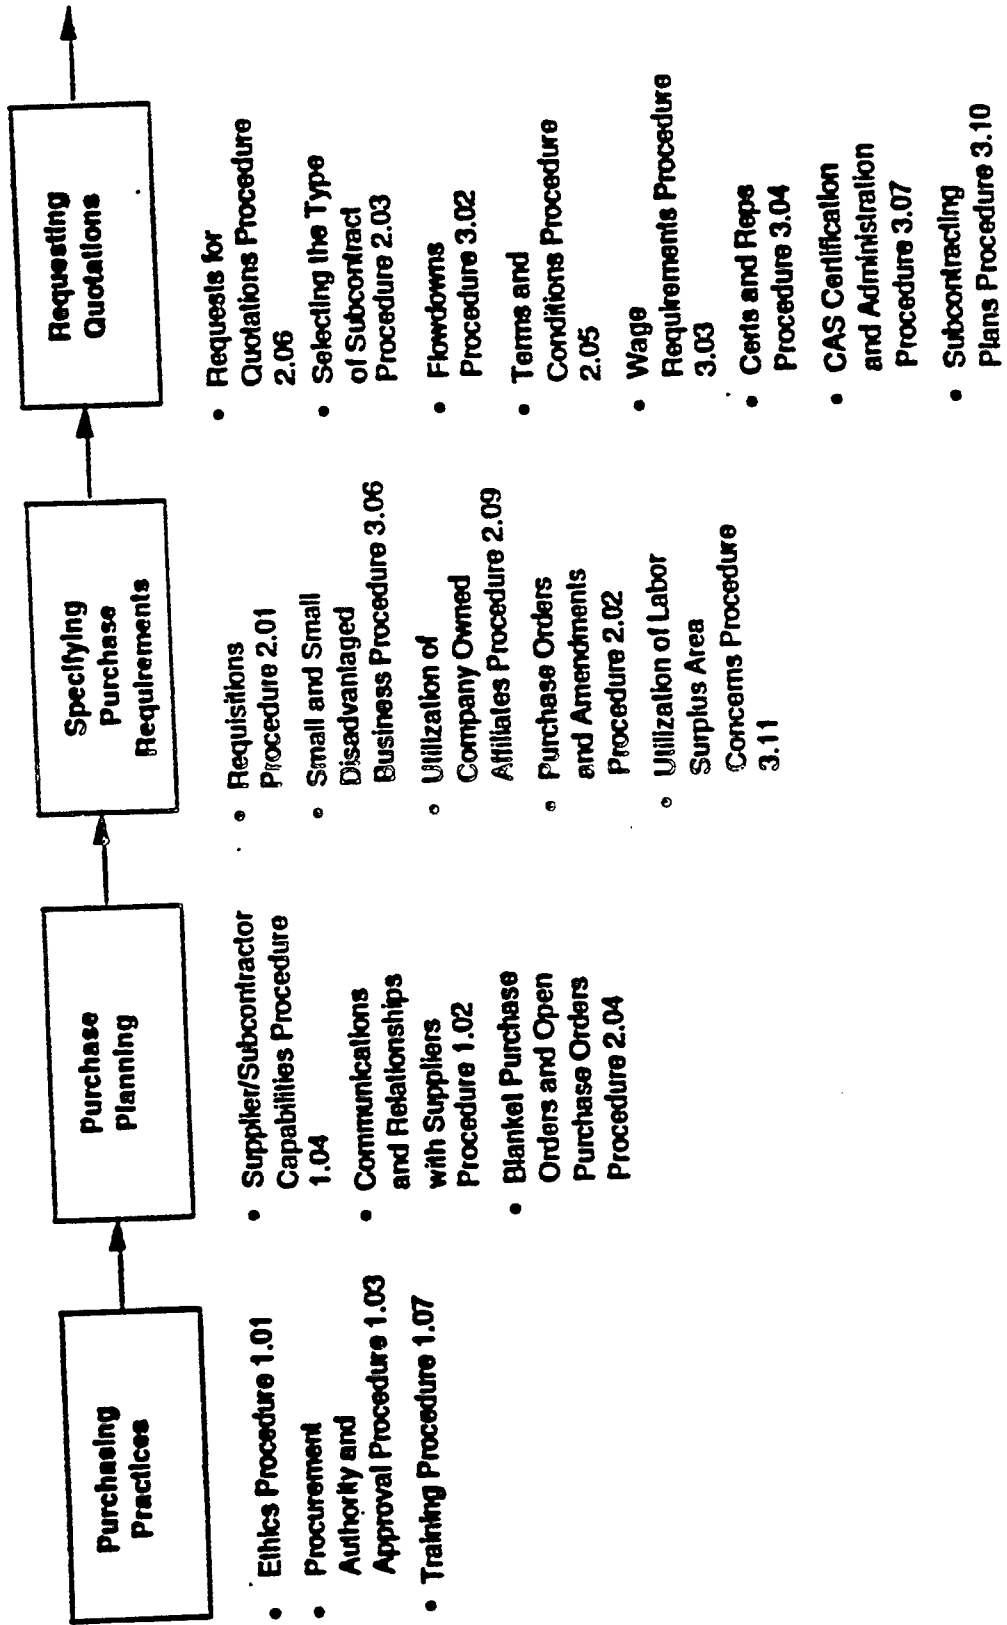 Purchasing
Practices
• Ethics Procedure 1.01
• Procurement
Authority and
Approval Procedure 1.03
• Training Procedure 1.07
Purchase
Planning
• Supplier/Subcontractor
Capabilities Procedure
1.04
• Communications
and Relationships
with Suppliers
Procedure 1.02
• Blanket Purchase
Orders and Open
Purchase Orders
Procedure 2.04
Specifying
Purchase
Requirements
• Requisitions
Procedure 2.01
• Small and Small
Disadvantaged
Business Procedure 3.06
• Utilization of
Company Owned
Affiliates Procedure 2.09
• Purchase Orders
and Amendments
Procedure 2.02
• Utilization of Labor
Surplus Area
Concerns Procedure
3.11
Requesting
Quotations
• Requests for
Quotations Procedure
2.06
• Selecting the Type
of Subcontract
Procedure 2.03
• Flowdowns
Procedure 3.02
• Terms and
Conditions Procedure
2.05
• Wage
Requirements Procedure
3.03
• Certs and Reps
Procedure 3.04
• CAS Certification
and Administration
Procedure 3.07
• Subcontracting
Plans Procedure 3.10